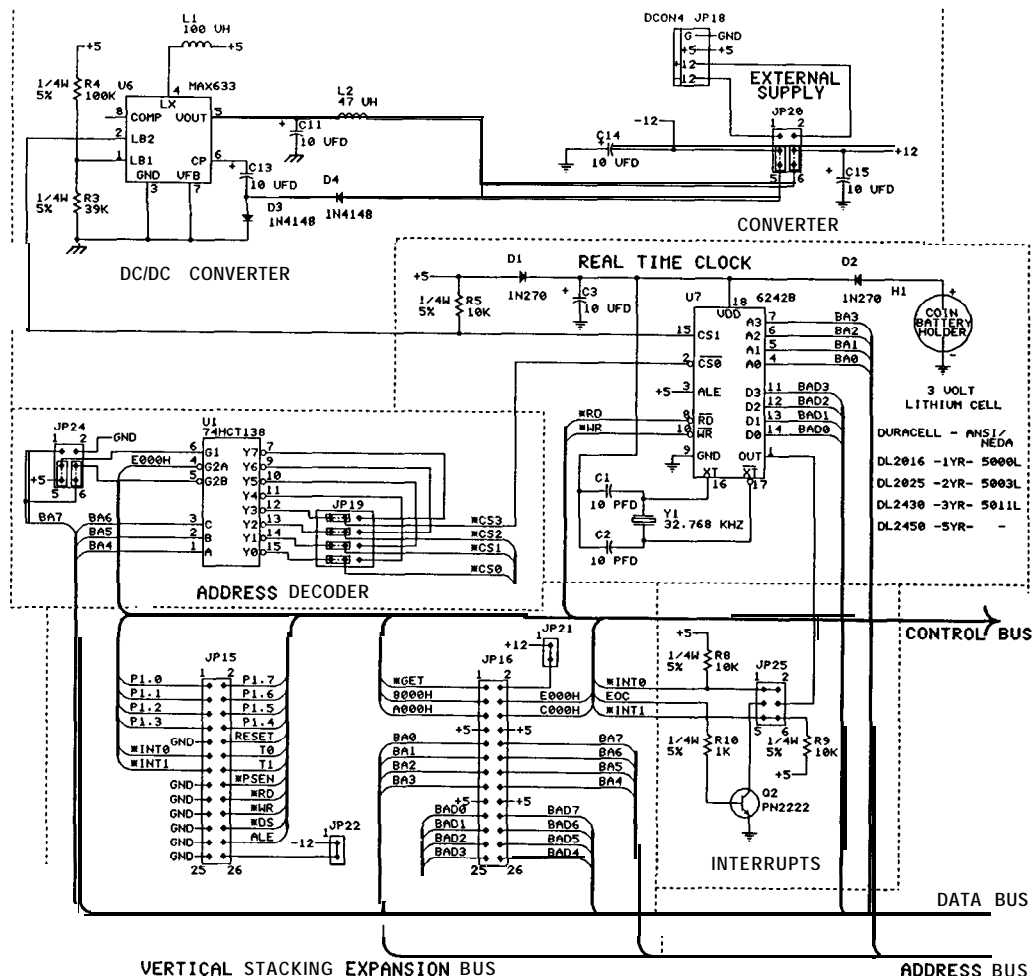 L1
100 UH
+5
+5
1/4W
5%
R4
100K
U6
MAX633
4
LX
8
COMP
VOUT
5
2
LB2
1
LB1
CP
6
GND
VFB
3
7
1/4W
5%
R3
39K
L2
47 UH
+
C11
10 UFD
+
C13
10 UFD
D4
1N4148
D3
1N4148
DC/DC CONVERTER
DCON4 JP18
G
GND
+5
+5
+12
12
EXTERNAL
SUPPLY
JP20
1 2
5 6
-12
+
C14
10 UFD
+12
+
C15
10 UFD
CONVERTER
REAL TIME CLOCK
+5
D1
1N270
1/4W
5%
R5
10K
+
C3
10 UFD
D2
1N270
H1
+
COIN
BATTERY
HOLDER
-
3 VOLT
LITHIUM CELL
DURACELL - ANSI/
NEDA
DL2016 -1YR- 5000L
DL2025 -2YR- 5003L
DL2430 -3YR- 5011L
DL2450 -5YR- -
U7
6242B
18
VDD
15
CS1
2
CS0
+5
3
ALE
*RD
8
RD
*WR
10
WR
9
GND
XT
XT
16
17
A3
7
BA3
A2
6
BA2
A1
5
BA1
A0
4
BA0
D3
11
BAD3
D2
12
BAD2
D1
13
BAD1
D0
14
BAD0
OUT
1
C1
10 PFD
Y1
32.768 KHZ
C2
10 PFD
JP24
1 2
GND
+5
5 6
E000H
BA7
BA6
BA5
BA4
U1
74HCT138
6
G1
4
G2A
5
G2B
3
C
2
B
1
A
Y7
7
Y6
9
Y5
10
Y4
11
Y3
12
Y2
13
Y1
14
Y0
15
JP19
*CS3
*CS2
*CS1
*CS0
ADDRESS DECODER
CONTROL BUS
JP15
1 2
P1.0
P1.7
P1.1
P1.6
P1.2
P1.5
P1.3
P1.4
GND
RESET
*INT0
T0
*INT1
T1
GND
*PSEN
GND
*RD
GND
*WR
GND
*DS
GND
ALE
GND
25 26
-12
1
JP22
+12
1
JP21
JP16
1 2
*GET
8000H
E000H
A000H
C000H
+5
+5
BA0
BA7
BA1
BA6
BA2
BA5
BA3
BA4
+5
+5
BAD0
BAD7
BAD1
BAD6
BAD2
BAD5
BAD3
BAD4
25 26
+5
1/4W
5%
R8
10K
JP25
1 2
*INT0
EOC
*INT1
5 6
1/4W
5%
R10
1K
1/4W
5%
R9
10K
+5
Q2
PN2222
INTERRUPTS
DATA BUS
VERTICAL STACKING EXPANSION BUS
ADDRESS BUS